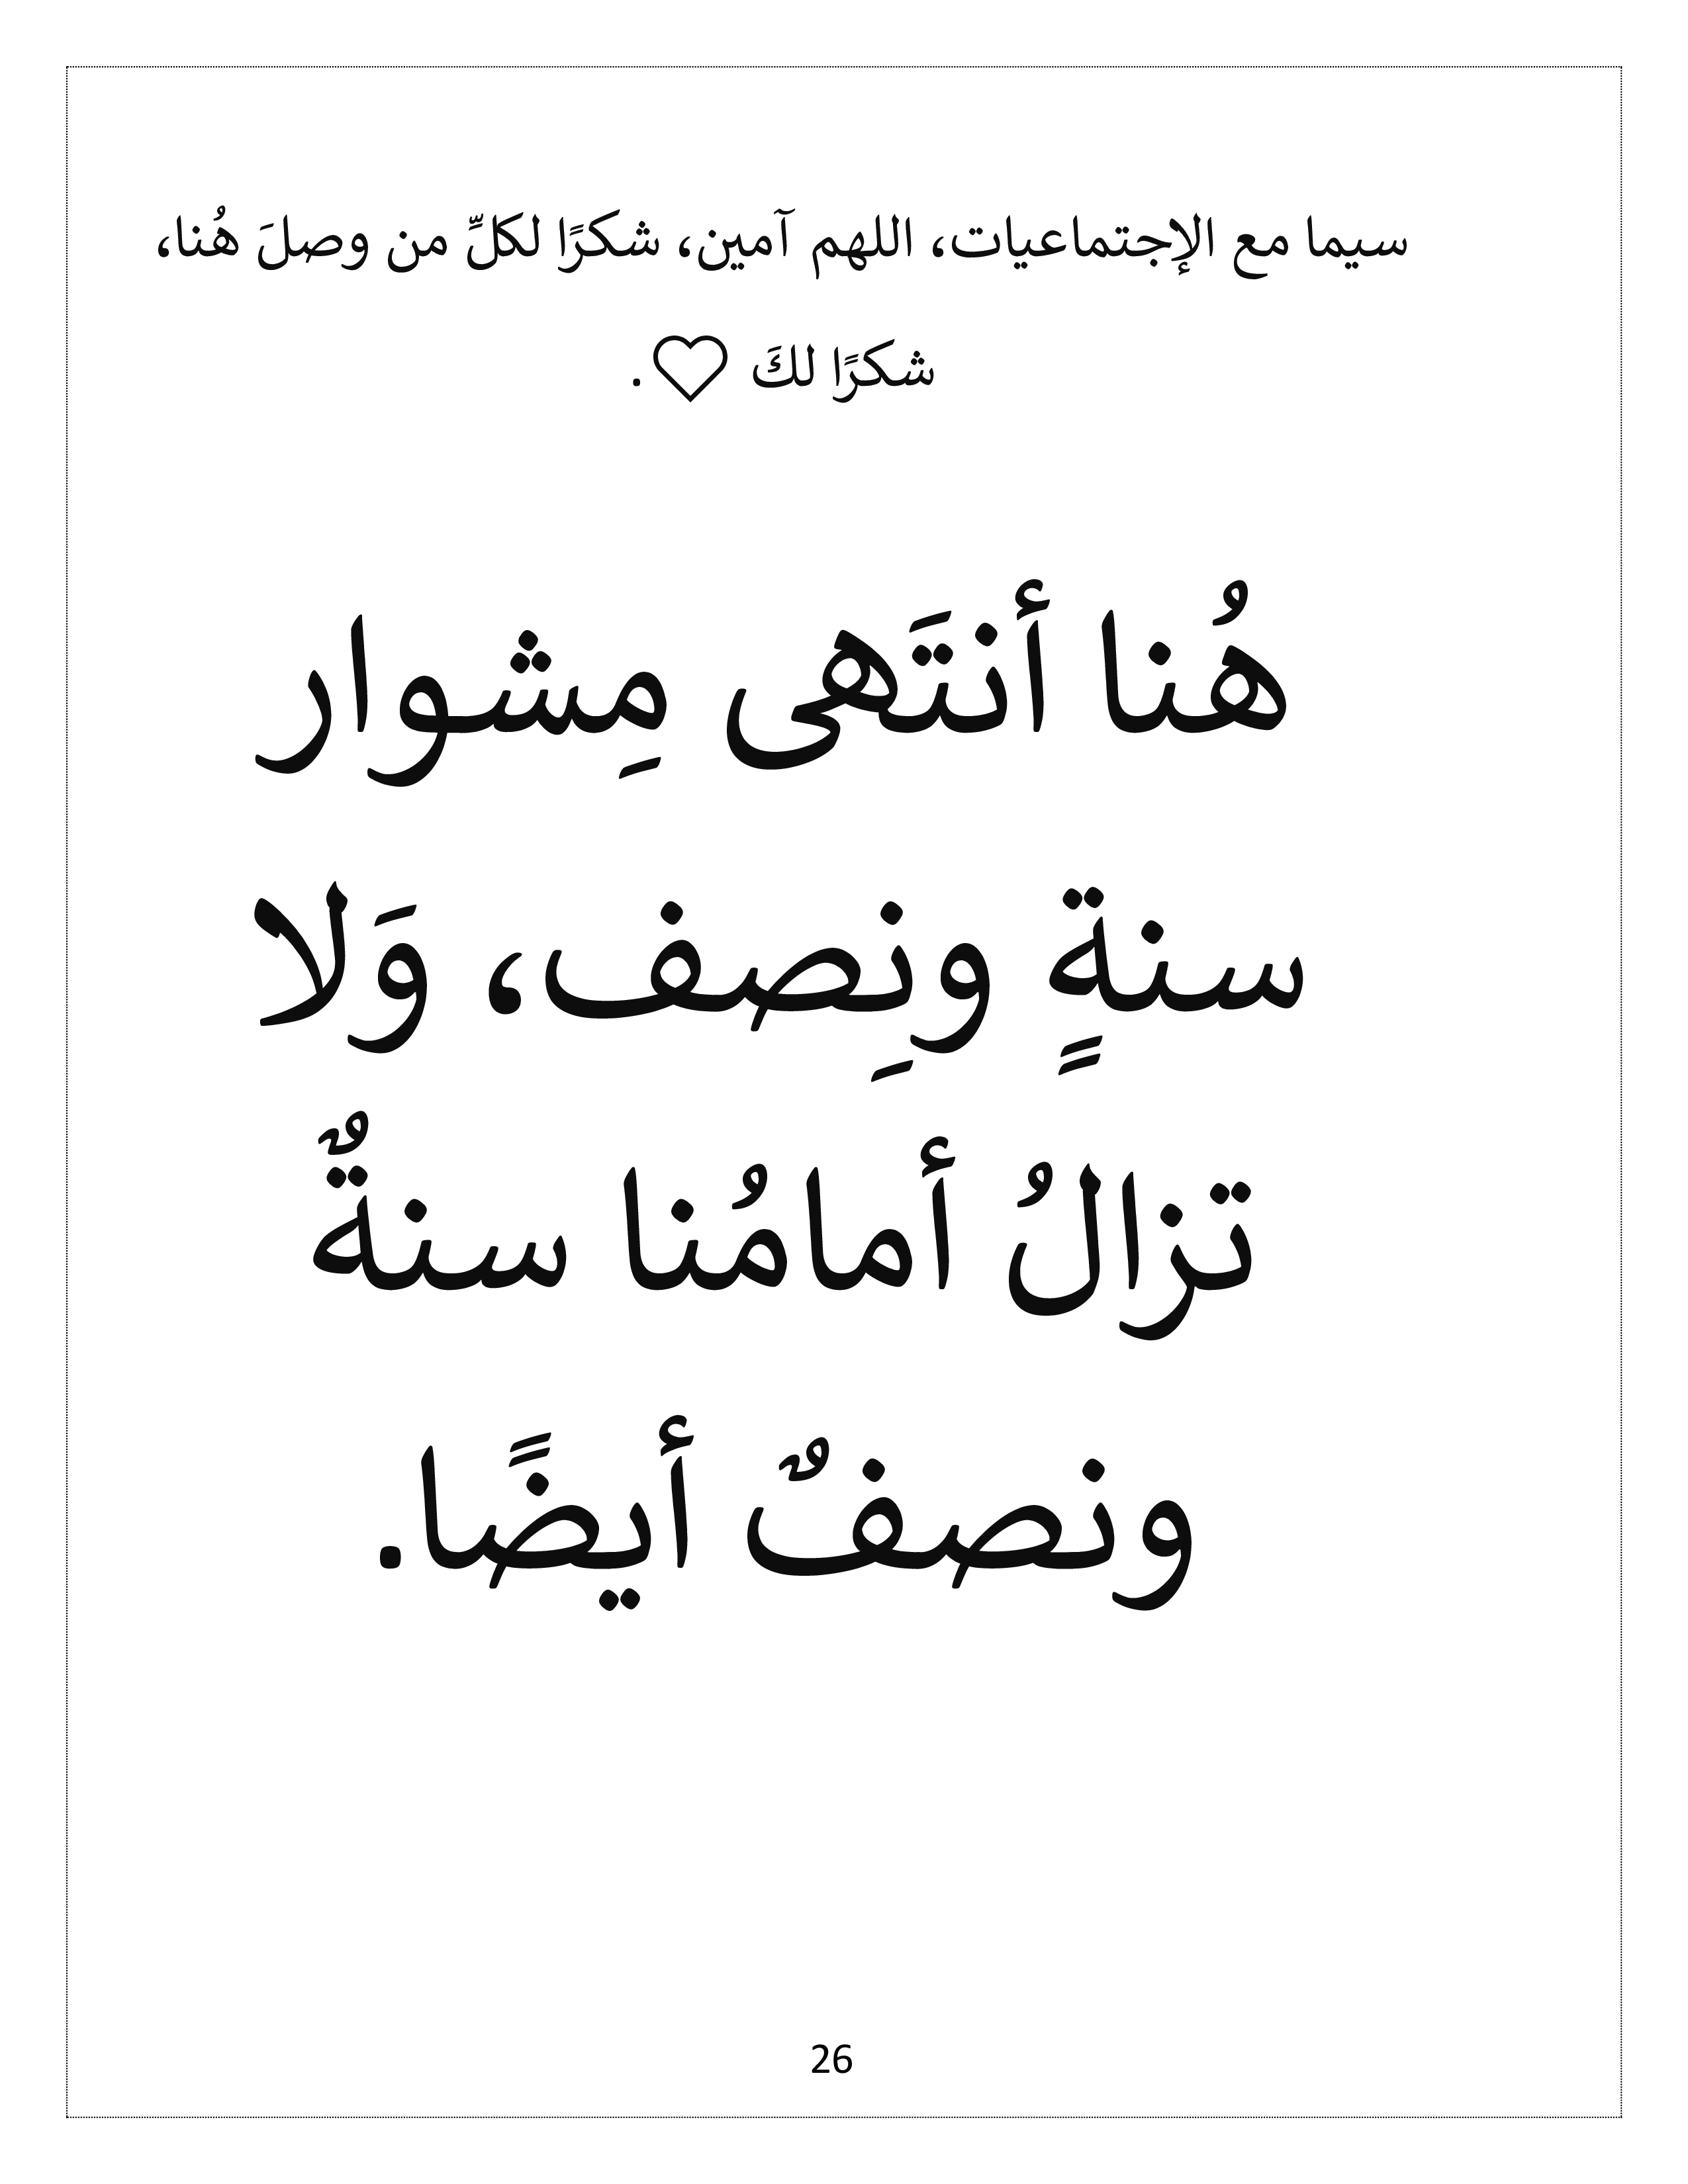 سيما مع الإجتماعيات، اللهم آمين، شكرًا لكلِّ من وصلَ هُنا،
شكرًا لكَ ♡.
هُنا أنتَهى مِشوار
سنةٍ ونِصف، وَلا
تزالُ أمامُنا سنةٌ
ونصفٌ أيضًا.
26